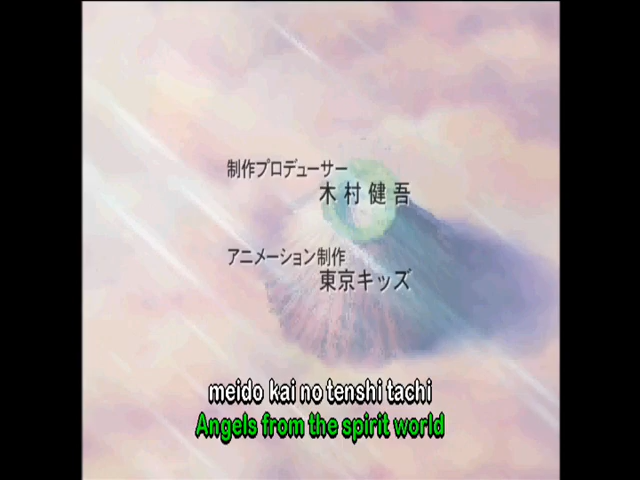 制作プロデューサー
木村健吾
アニメーション制作
東京キッズ
meido kai no tenshi tachi
Angels from the spirit world